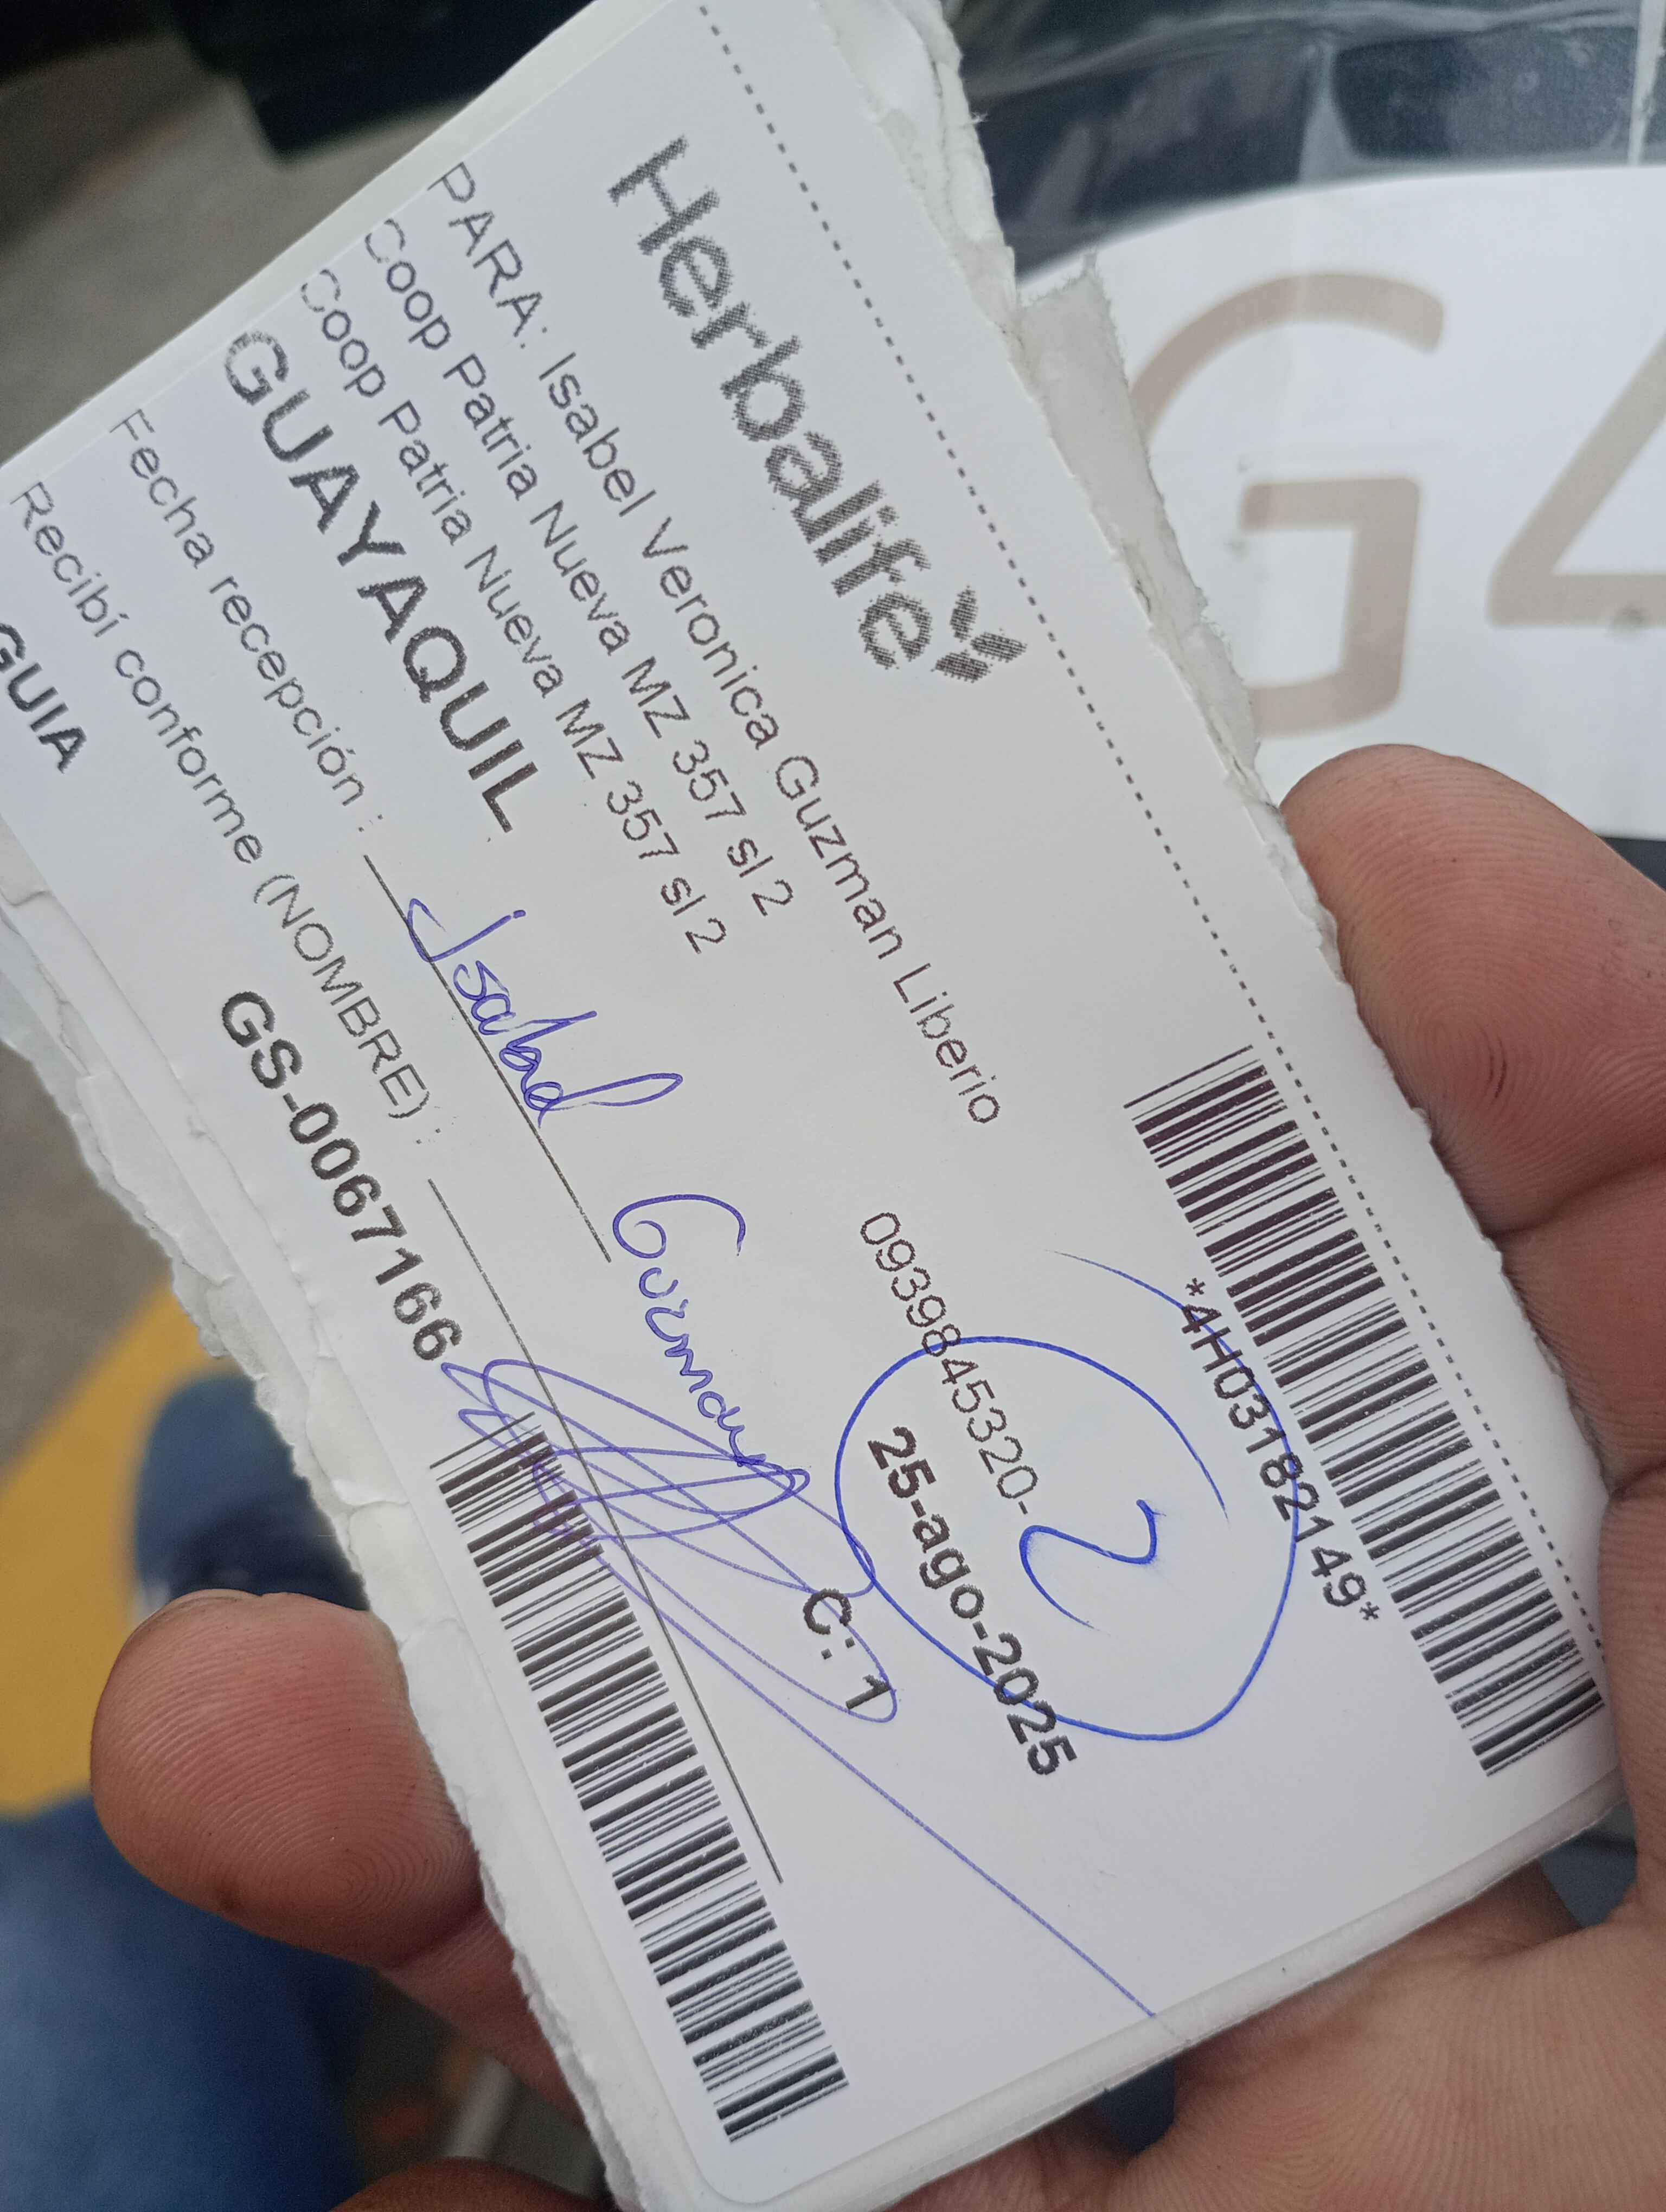 Herbalife
*4H03182149*
PARA: Isabel Veronica Guzman Liberio
Coop Patria Nueva MZ 357 sl 2 0939845320-
Coop Patria Nueva MZ 357 sl 2
2
GUAYAQUIL 25-ago-2025
Fecha recepción : Isabel Guzman C: 1
Recibí conforme (NOMBRE) :
GUIA GS-0067166
G4